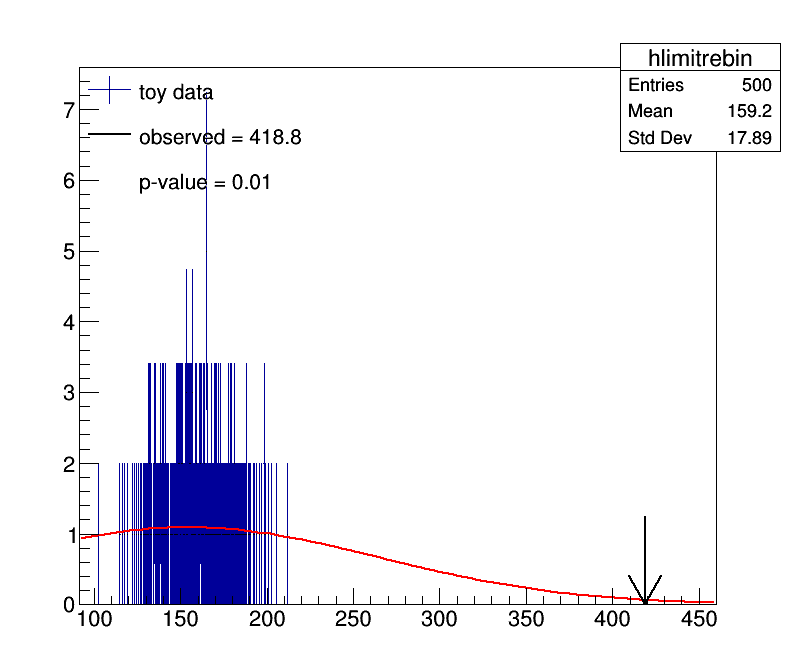 hlimitrebin
Entries 500
Mean 159.2
Std Dev 17.89
toy data
observed = 418.8
p-value = 0.01
7
6
5
4
3
2
1
0
100 150 200 250 300 350 400 450